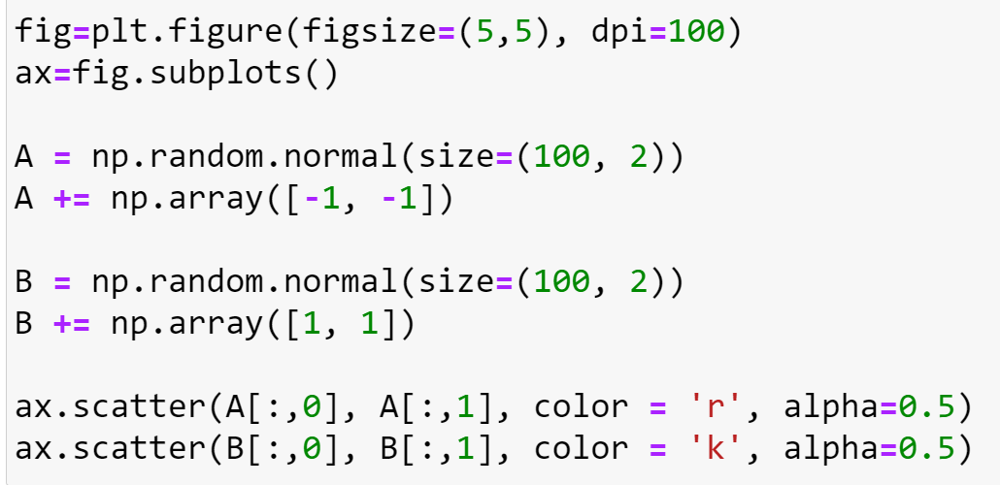 fig=plt.figure(figsize=(5,5), dpi=100)
ax=fig.subplots()
A = np.random.normal(size=(100, 2))
A += np.array([-1, -1])
B = np.random.normal(size=(100, 2))
B += np.array([1, 1])
ax.scatter(A[:,0], A[:,1], color = 'r', alpha=0.5)
ax.scatter(B[:,0], B[:,1], color = 'k', alpha=0.5)